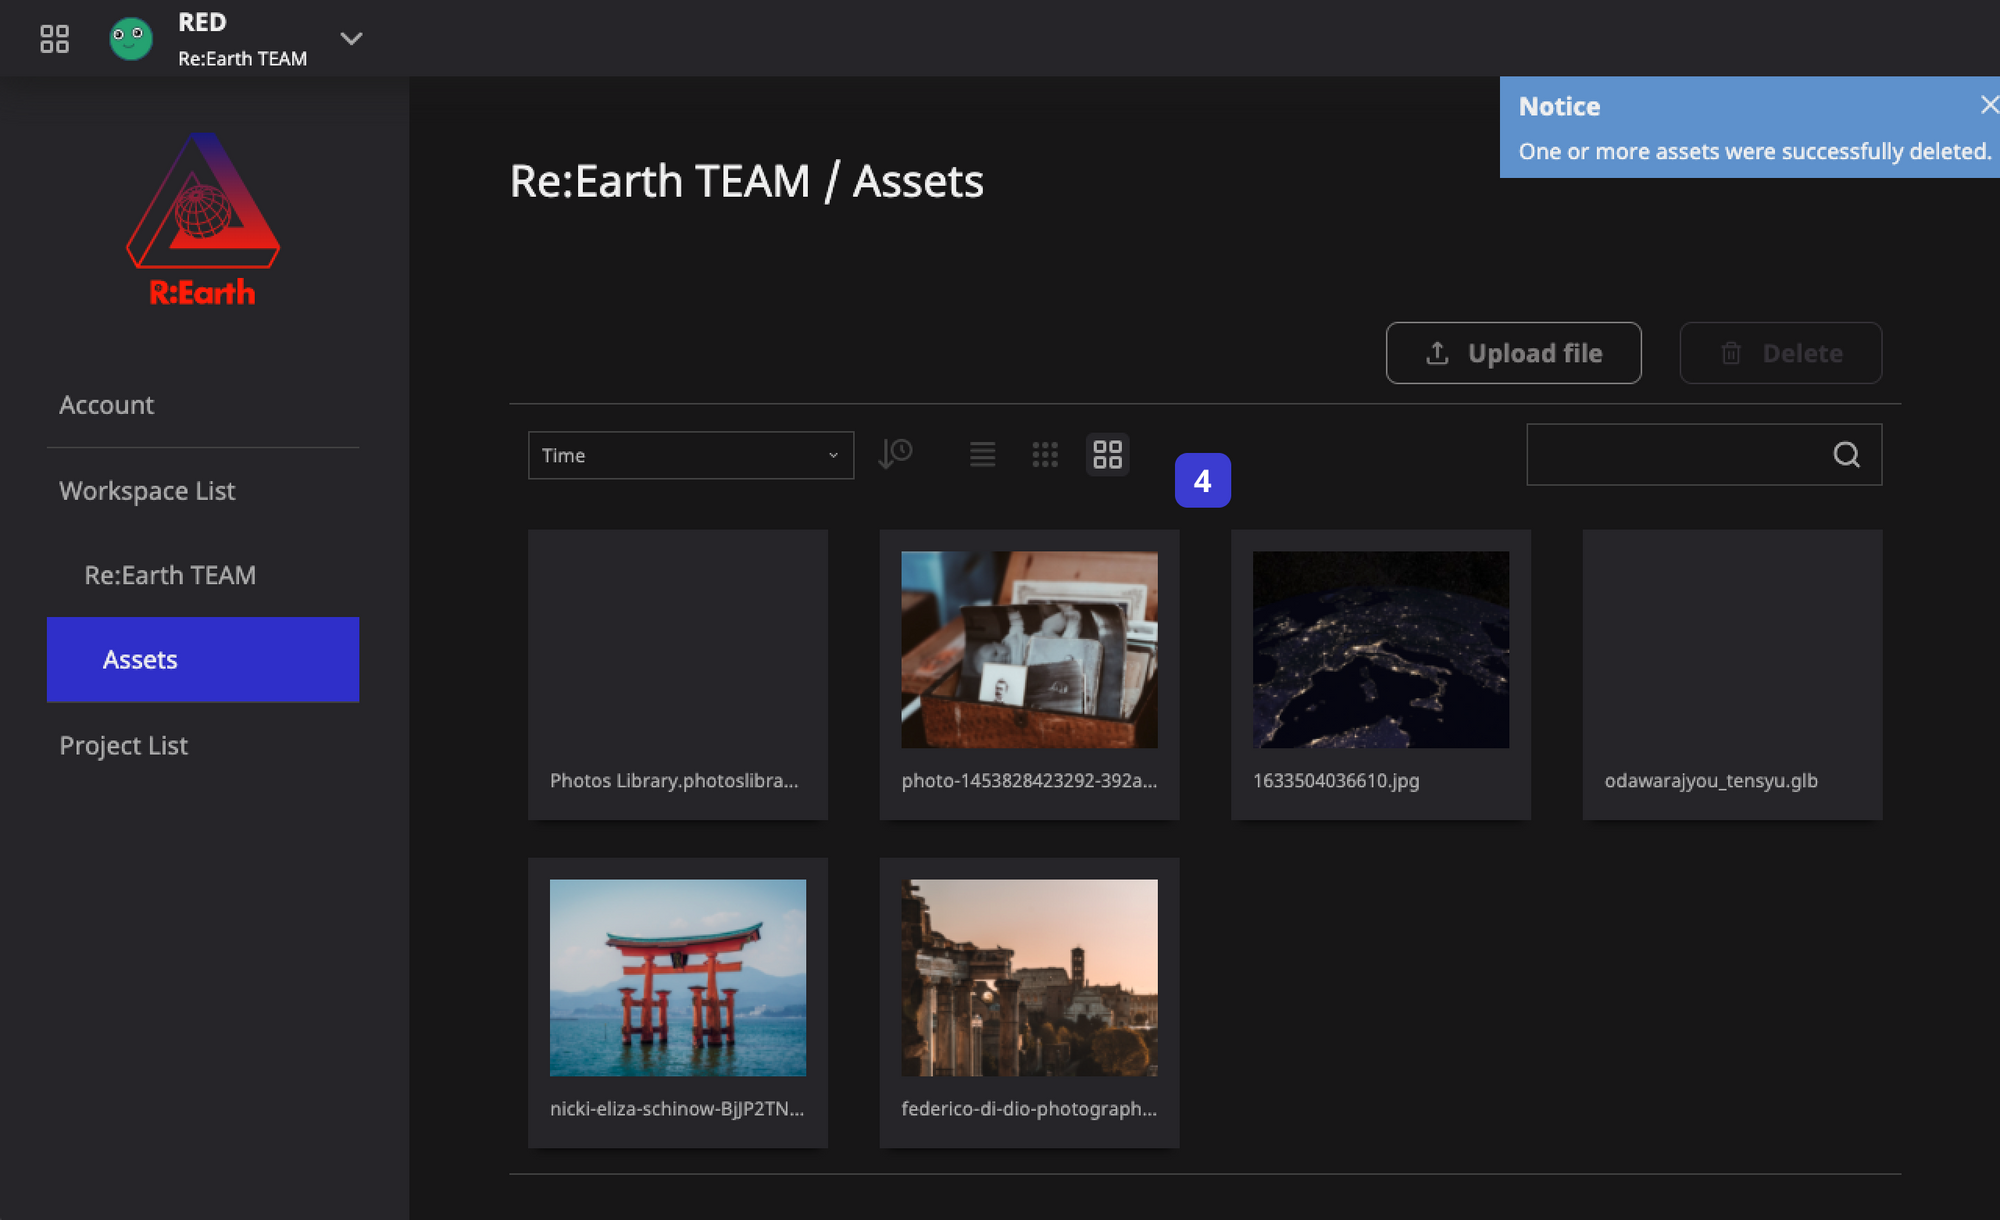 RED
Re:Earth TEAM
Notice
One or more assets were successfully deleted.
R:Earth
Re:Earth TEAM / Assets
Upload file
Delete
Account
Time
4
Workspace List
Re:Earth TEAM
Assets
Project List
Photos Library.photoslibra...
photo-1453828423292-392a...
1633504036610.jpg
odawarajyou_tensyu.glb
nicki-eliza-schinow-BjJP2TN...
federico-di-dio-photograph...